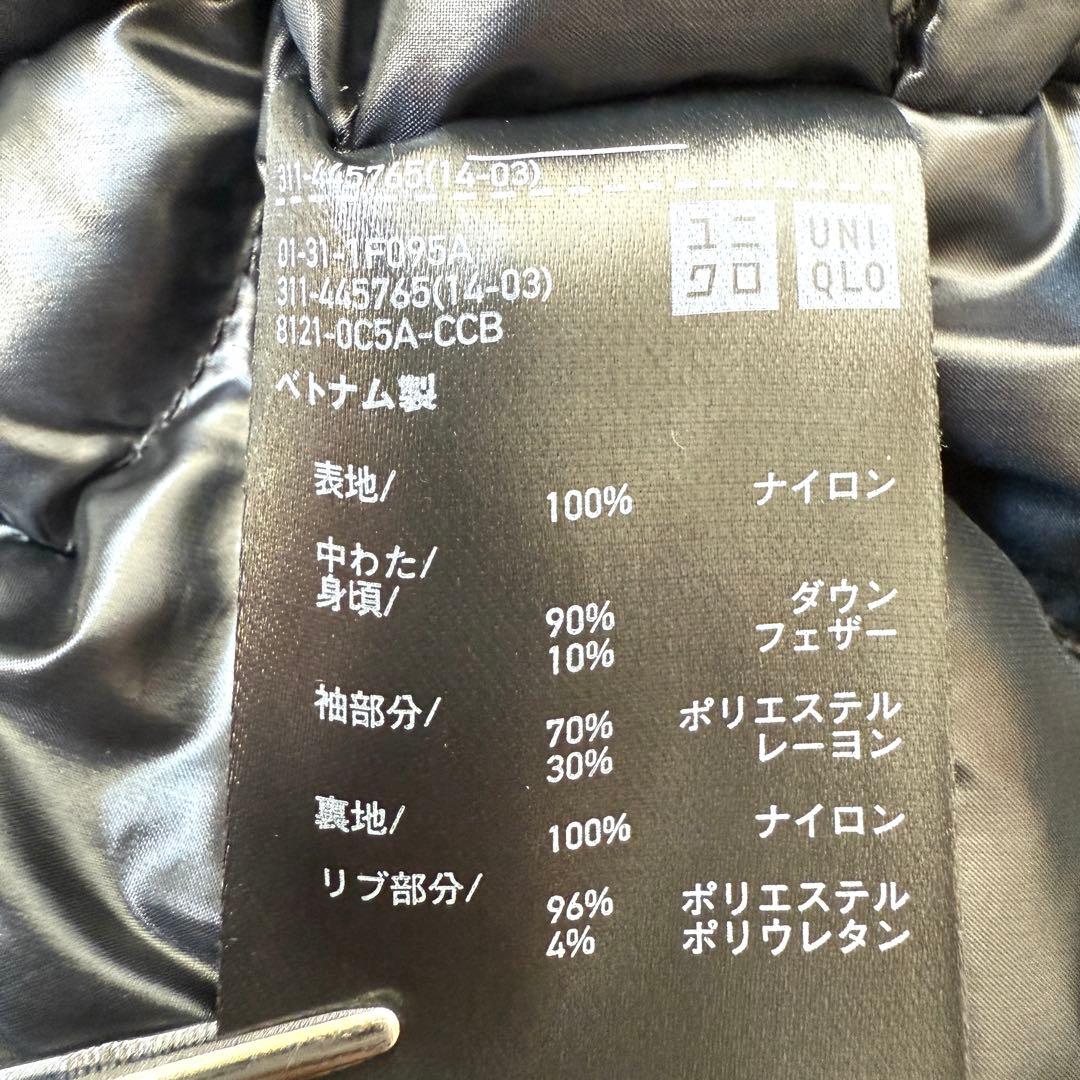 311-445765(14-03)
01-31-1F095A
311-445765(14-03)
8121-0C5A-CCB
ユニ
クロ
UNI
QLO
ベトナム製
表地/ 100% ナイロン
中わた/
身頃/ 90% ダウン
10% フェザー
袖部分/ 70% ポリエステル
30% レーヨン
裏地/ 100% ナイロン
リブ部分/ 96% ポリエステル
4% ポリウレタン